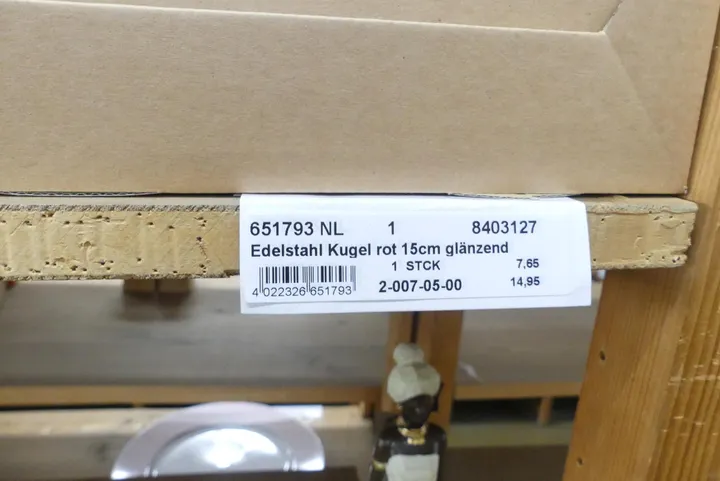 651793 NL 1 8403127
Edelstahl Kugel rot 15cm glänzend
1 STCK 7,65
4 022326 651793 2-007-05-00 14,95